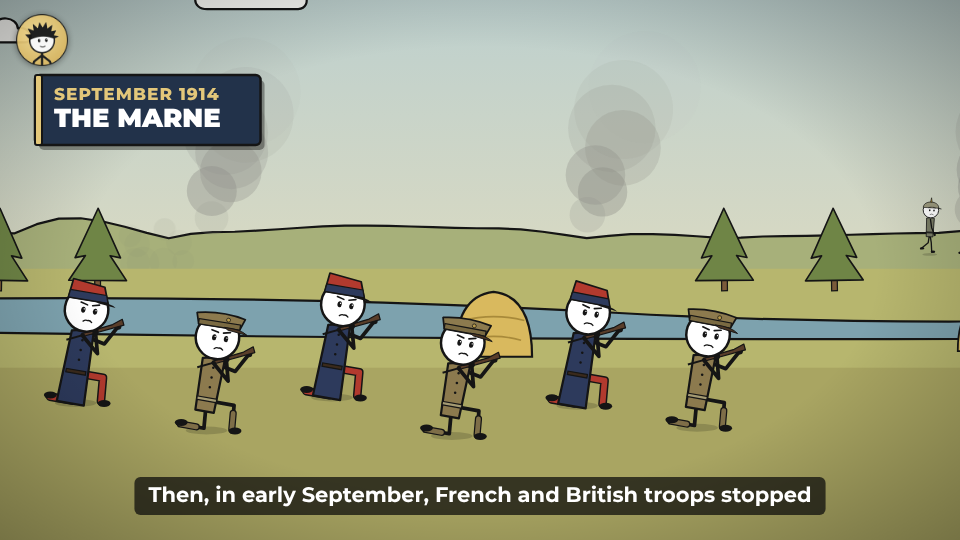 SEPTEMBER 1914
THE MARNE
Then, in early September, French and British troops stopped